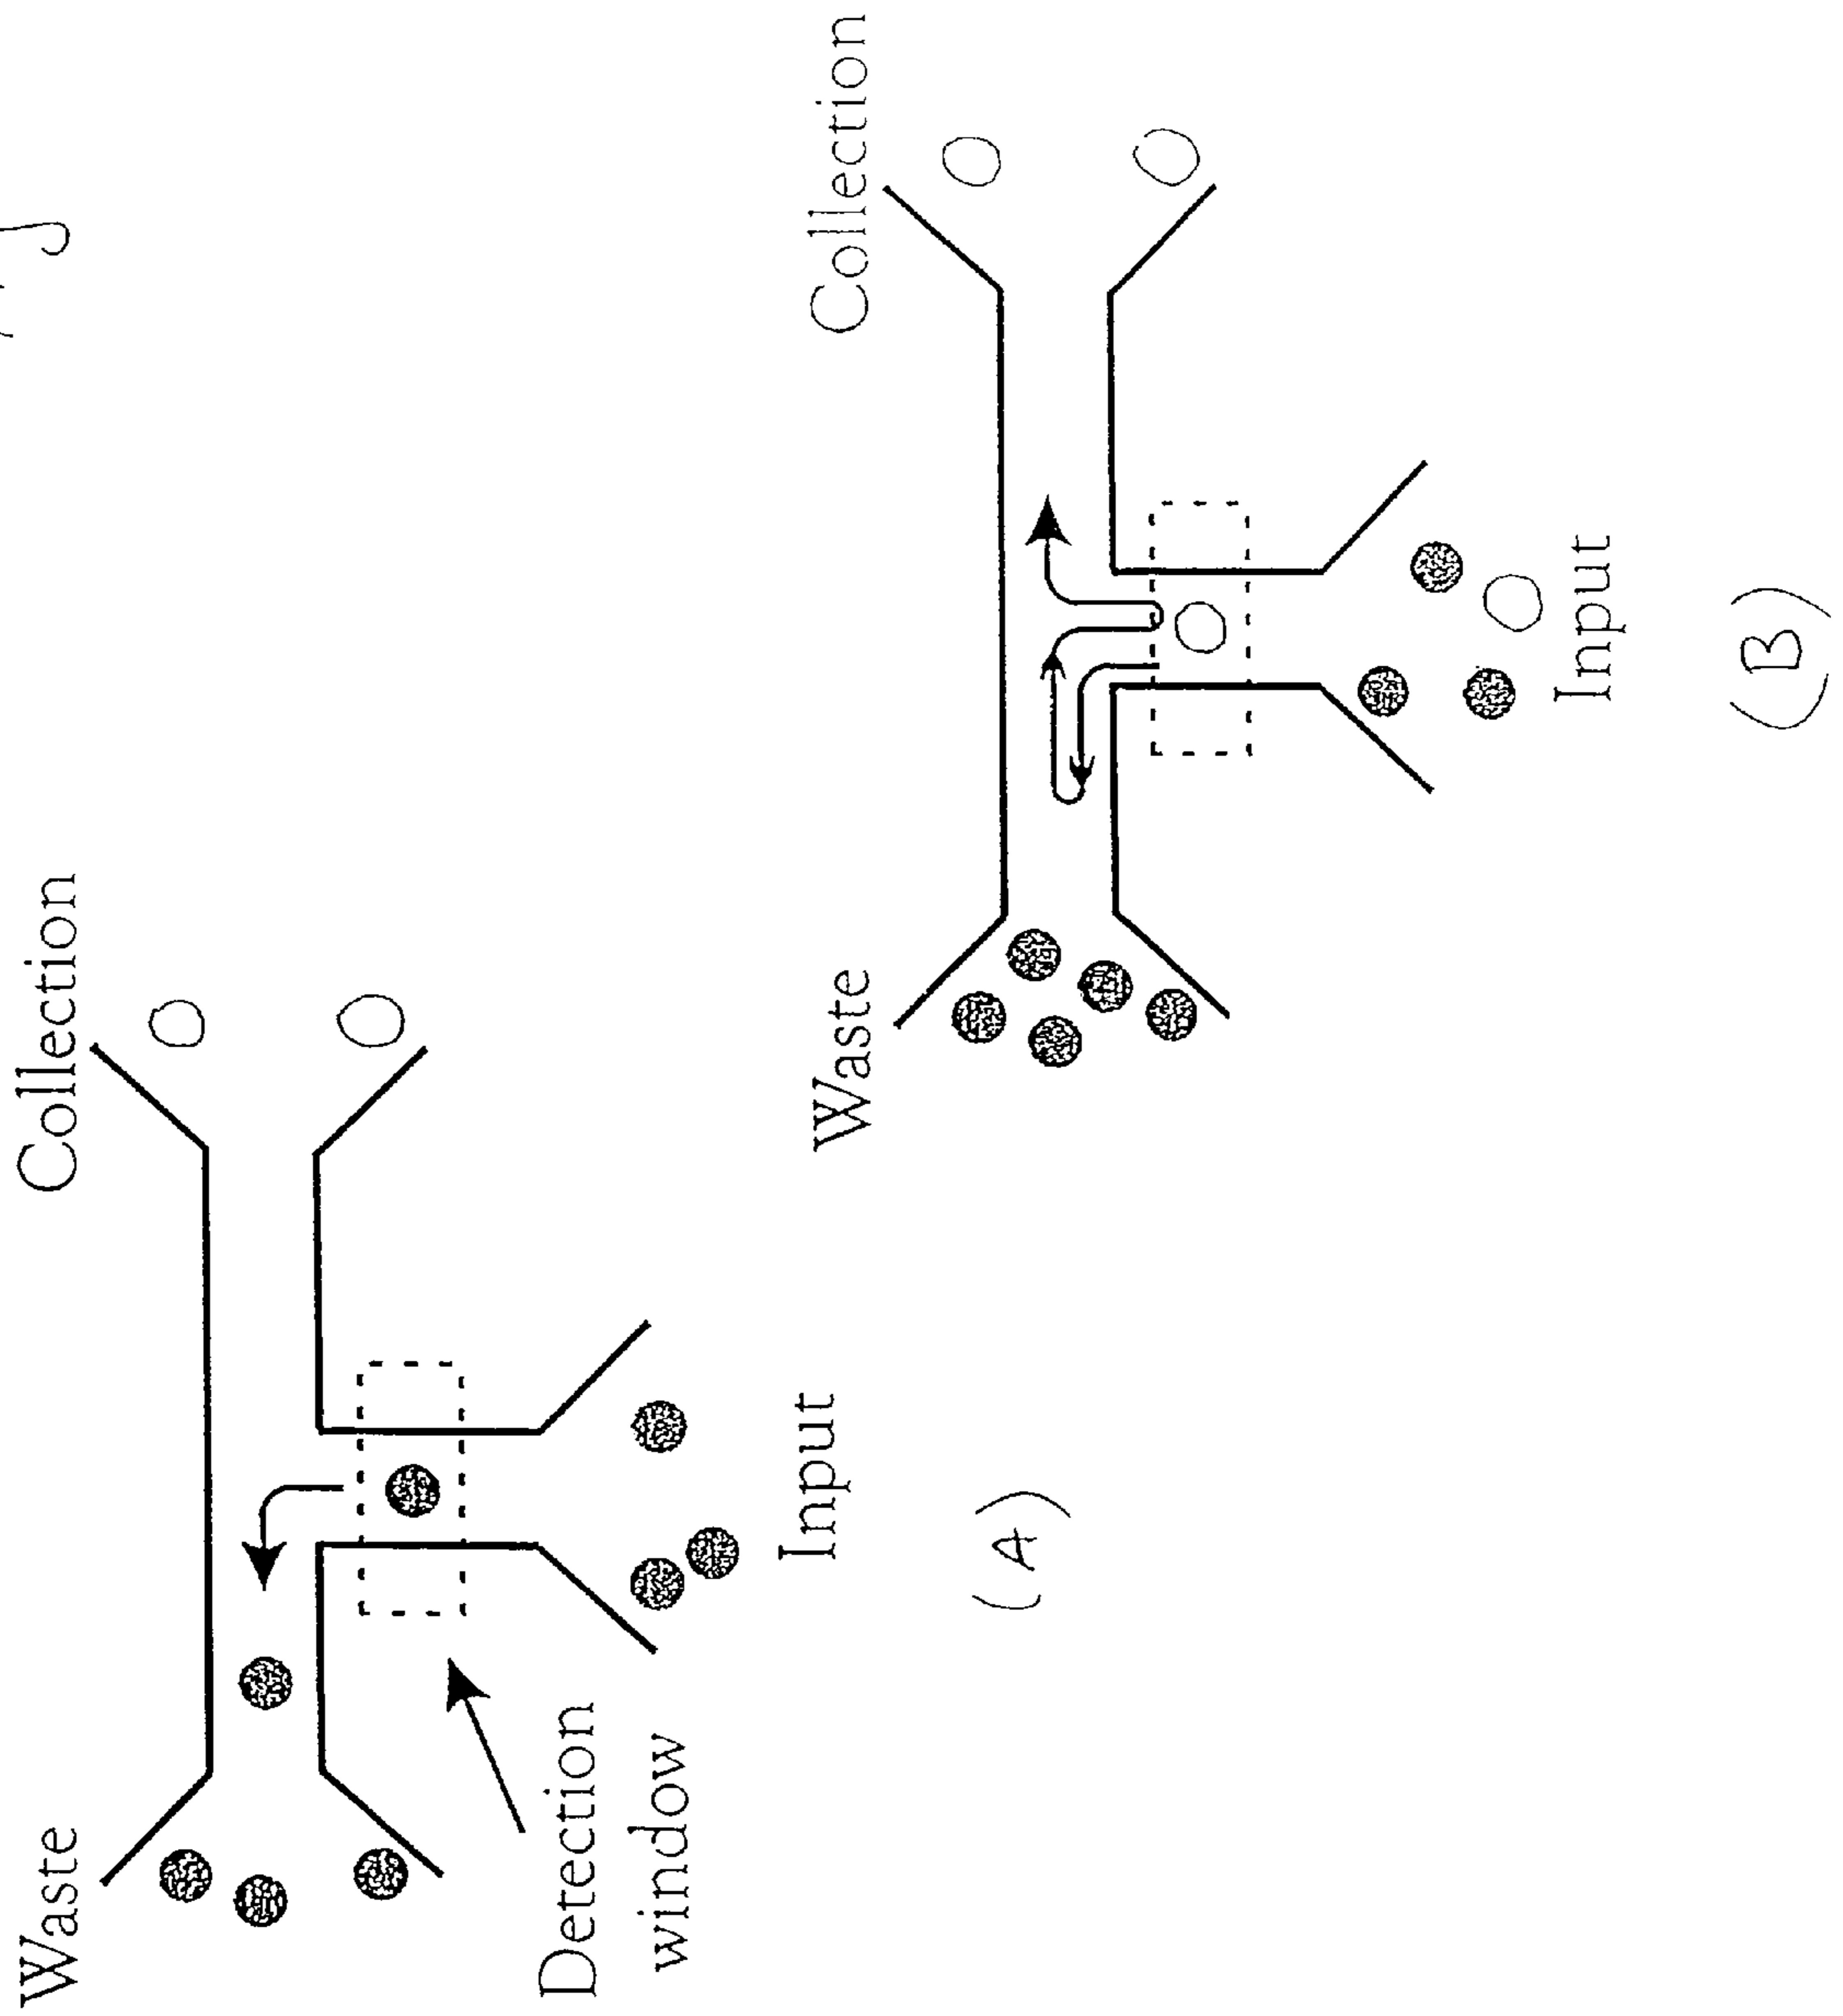 Waste
Collection
Detection
window
Input
(A)
Waste
Collection
Input
(B)